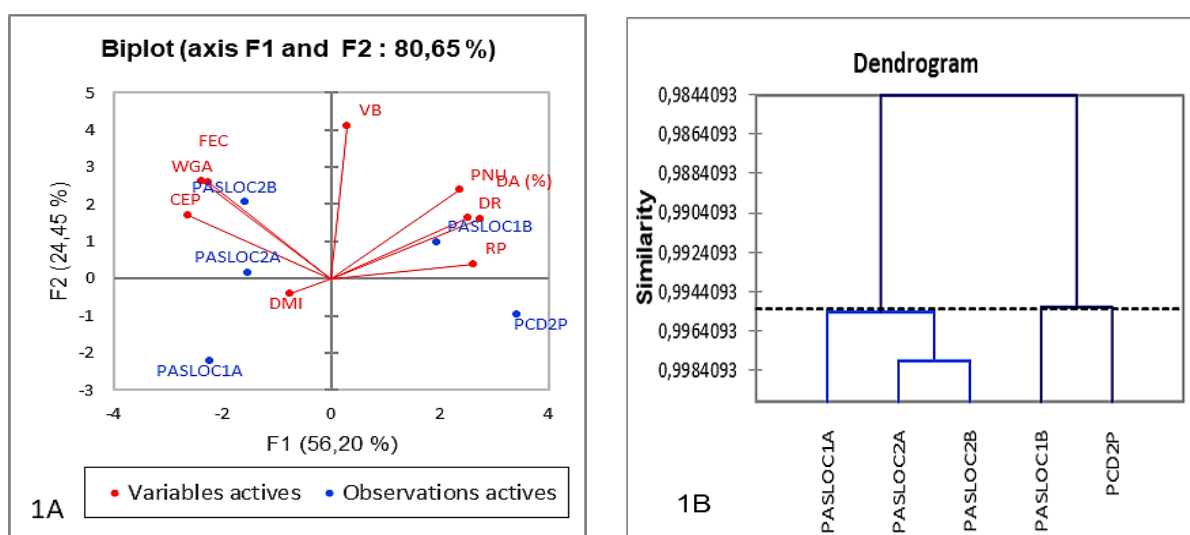 Biplot (axis F1 and F2 : 80,65 %)
5
4
3
2
1
0
-1
-2
-3
F2 (24,45 %)
VB
FEC
WGA
PASLOC2B
CEP
PNU
DA (%)
DR
PASLOC1B
PASLOC2A
RP
DMI
PCD2P
PASLOC1A
-4 -2 0 2 4
F1 (56,20 %)
Variables actives Observations actives
1A
Dendrogram
0,9844093
0,9864093
0,9884093
0,9904093
0,9924093
0,9944093
0,9964093
0,9984093
Similarity
PASLOC1A
PASLOC2A
PASLOC2B
PASLOC1B
PCD2P
1B